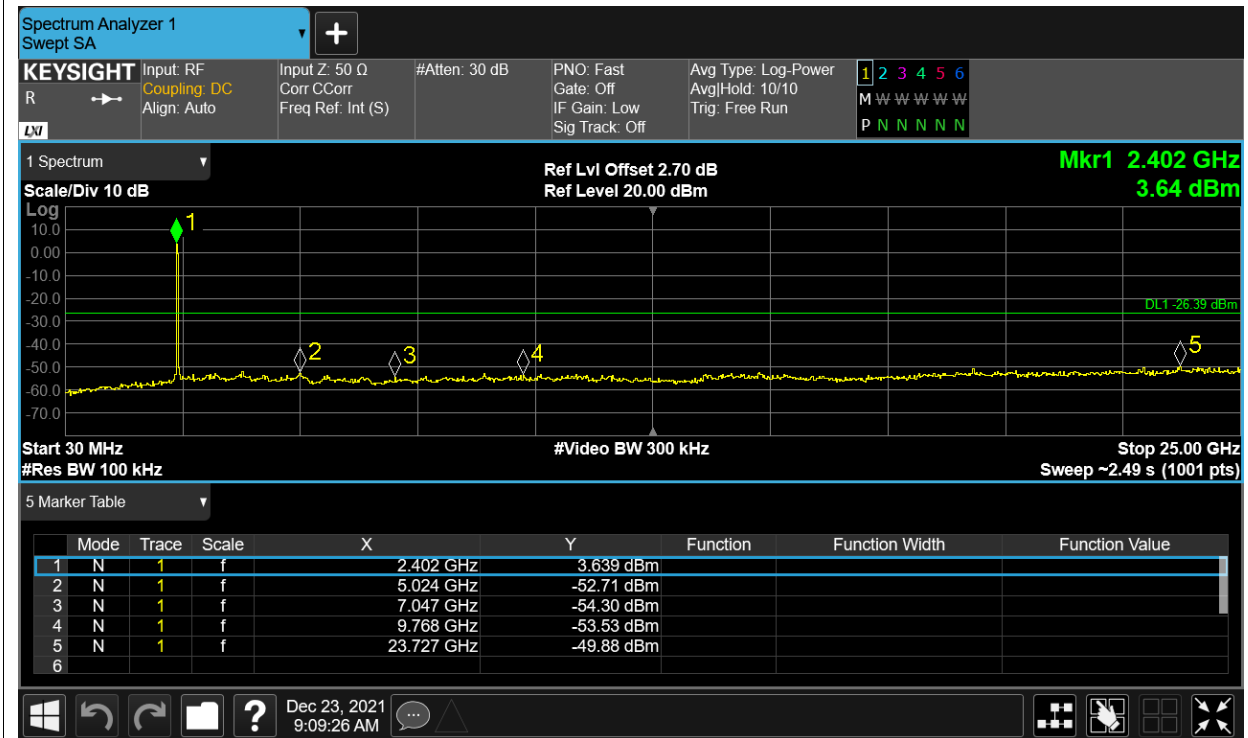 Spectrum Analyzer 1
Swept SA
+
KEYSIGHT Input: RF Input Z: 50 Ω #Atten: 30 dB PNO: Fast Avg Type: Log-Power 1 2 3 4 5 6
R Coupling: DC Corr CCorr Gate: Off Avg|Hold: 10/10 M W W W W W
Align: Auto Freq Ref: Int (S) IF Gain: Low Trig: Free Run P N N N N N
LXI Sig Track: Off
1 Spectrum
Ref Lvl Offset 2.70 dB Mkr1 2.402 GHz
Scale/Div 10 dB Ref Level 20.00 dBm 3.64 dBm
Log
1
10.0
0.00
-10.0
-20.0
DL1 -26.39 dBm
-30.0
-40.0
2 3 4 5
-50.0
-60.0
-70.0
Start 30 MHz #Video BW 300 kHz Stop 25.00 GHz
#Res BW 100 kHz Sweep ~2.49 s (1001 pts)
5 Marker Table
Mode Trace Scale X Y Function Function Width Function Value
1 N 1 f 2.402 GHz 3.639 dBm
2 N 1 f 5.024 GHz -52.71 dBm
3 N 1 f 7.047 GHz -54.30 dBm
4 N 1 f 9.768 GHz -53.53 dBm
5 N 1 f 23.727 GHz -49.88 dBm
6
? Dec 23, 2021
9:09:26 AM